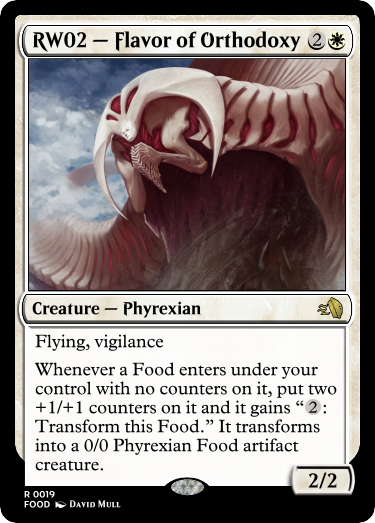 RW02 — Flavor of Orthodoxy 2
Creature — Phyrexian
Flying, vigilance
Whenever a Food enters under your
control with no counters on it, put two
+1/+1 counters on it and it gains “2:
Transform this Food.” It transforms
into a 0/0 Phyrexian Food artifact
creature.
2/2
R 0019
FOOD David Mull